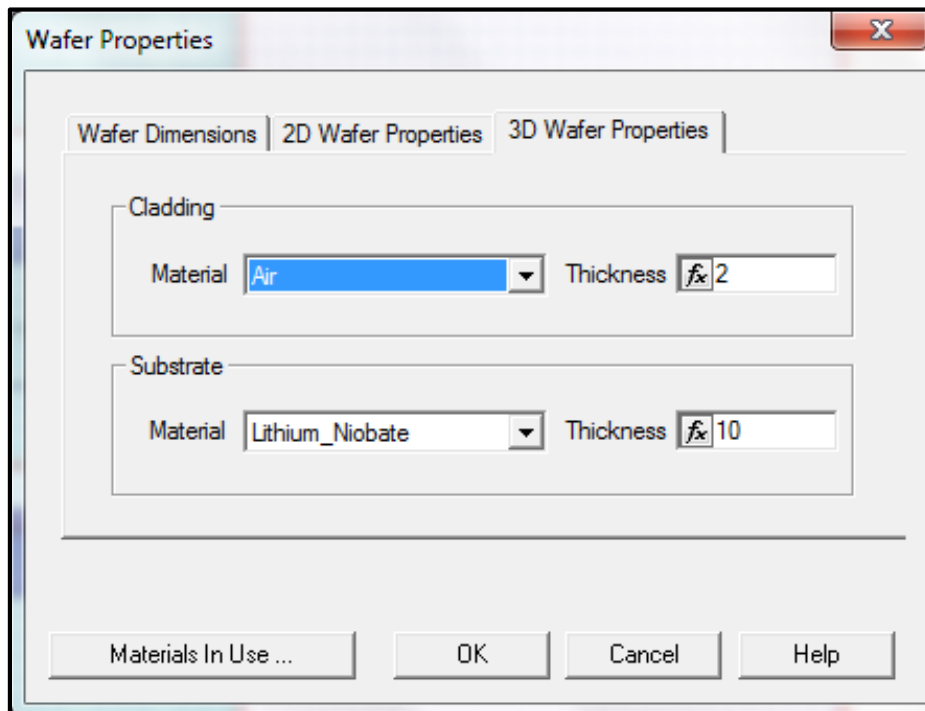 Wafer Properties
Wafer Dimensions 2D Wafer Properties 3D Wafer Properties
Cladding
Material Air Thickness fx 2
Substrate
Material Lithium_Niobate Thickness fx 10
Materials In Use ... OK Cancel Help